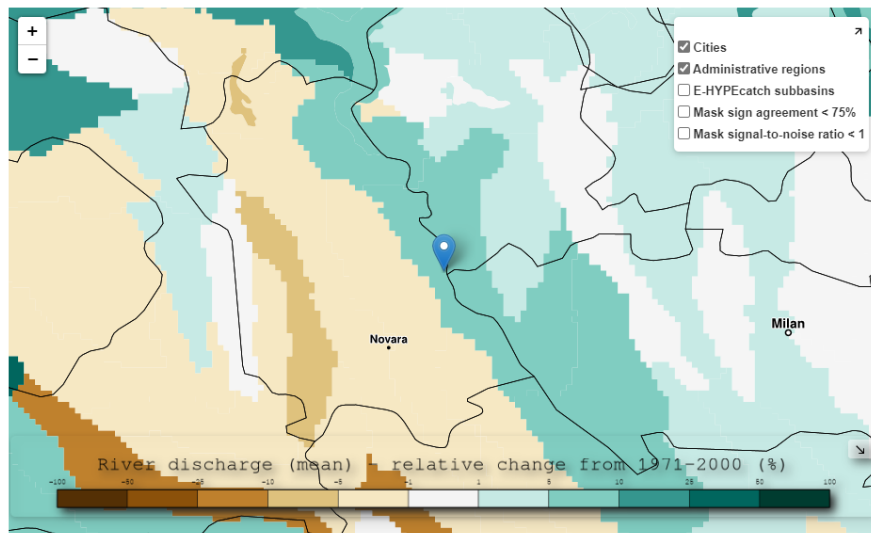 +
−
Cities
Administrative regions
E-HYPEcatch subbasins
Mask sign agreement < 75%
Mask signal-to-noise ratio < 1
Novara
Milan
1
River discharge (mean) - relative change from 1971-2000 (%)
-100 -50 -25 -10 -5 -1 1 5 10 25 50 100